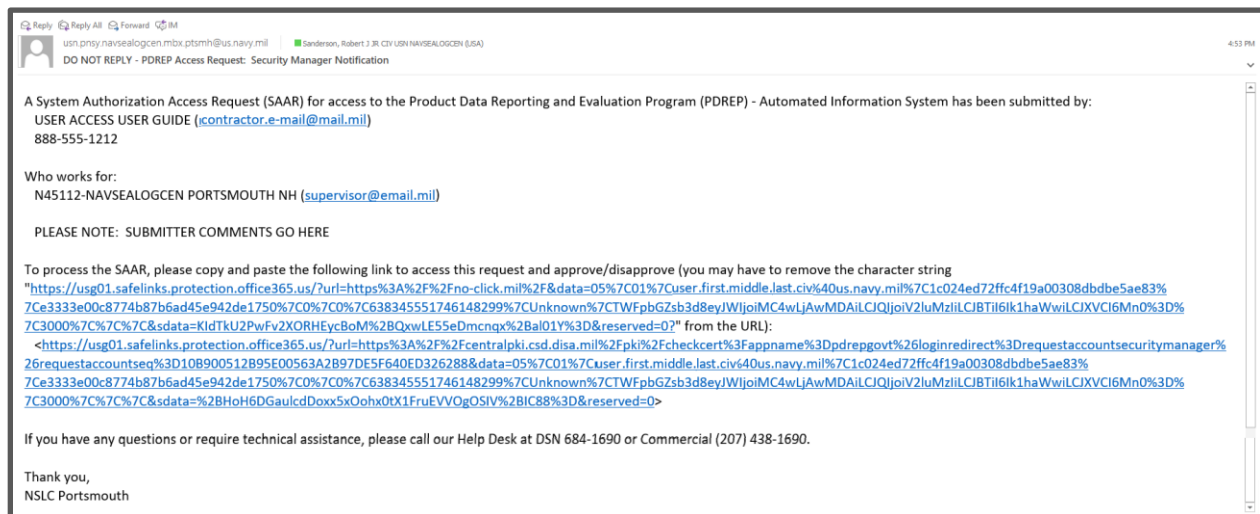 Reply Reply All Forward IM
usn.pnsy.navsealogcen.mbx.ptsmh@us.navy.mil Sanderson, Robert J JR CIV USN NAVSEALOGCEN (USA) 4:53 PM
DO NOT REPLY - PDREP Access Request: Security Manager Notification
A System Authorization Access Request (SAAR) for access to the Product Data Reporting and Evaluation Program (PDREP) - Automated Information System has been submitted by:
USER ACCESS USER GUIDE (contractor.e-mail@mail.mil)
888-555-1212
Who works for:
N45112-NAVSEALOGCEN PORTSMOUTH NH (supervisor@email.mil)
PLEASE NOTE: SUBMITTER COMMENTS GO HERE
To process the SAAR, please copy and paste the following link to access this request and approve/disapprove (you may have to remove the character string
"https://usg01.safelinks.protection.office365.us/?url=https%3A%2F%2Fno-click.mil%2F&data=05%7C01%7Cuser.first.middle.last.civ%40us.navy.mil%7C1c024ed72ffc4f19a00308dbdbe5ae83%
7Ce3333e00c8774b87b6ad45e942de1750%7C0%7C0%7C638345551746148299%7CUnknown%7CTWFpbGZsb3d8eyJWIjoiMC4wLjAwMDAiLCJQIjoiV2luMzIiLCJBTiI6Ik1haWwiLCJXVCI6Mn0%3D%
7C3000%7C%7C%7C&sdata=KIdTkU2PwFv2XORHEycBoM%2BQxwLE55eDmcnqx%2Bal01Y%3D&reserved=0?" from the URL):
<https://usg01.safelinks.protection.office365.us/?url=https%3A%2F%2Fcentralpki.csd.disa.mil%2Fpki%2Fcheckcert%3Fappname%3Dpdrepgovt%26loginredirect%3Drequestaccountsecuritymanager%
26requestaccountseq%3D10B900512B95E00563A2B97DE5F640ED326288&data=05%7C01%7Cuser.first.middle.last.civ%40us.navy.mil%7C1c024ed72ffc4f19a00308dbdbe5ae83%
7Ce3333e00c8774b87b6ad45e942de1750%7C0%7C0%7C638345551746148299%7CUnknown%7CTWFpbGZsb3d8eyJWIjoiMC4wLjAwMDAiLCJQIjoiV2luMzIiLCJBTiI6Ik1haWwiLCJXVCI6Mn0%3D%
7C3000%7C%7C%7C&sdata=%2BHoH6DGaulcdDoxx5xOohx0tX1FruEVVOgOSIV%2BIC88%3D&reserved=0>
If you have any questions or require technical assistance, please call our Help Desk at DSN 684-1690 or Commercial (207) 438-1690.
Thank you,
NSLC Portsmouth